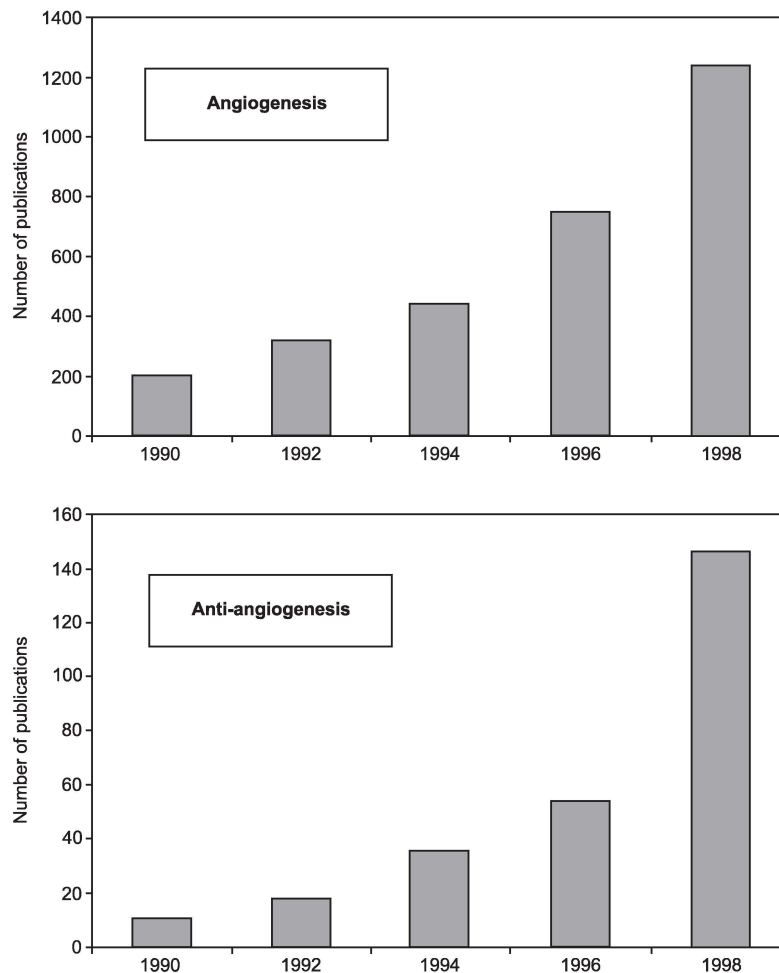 1400
1200
1000
800
600
400
200
0
Number of publications
Angiogenesis
1990 1992 1994 1996 1998
160
140
120
100
80
60
40
20
0
Number of publications
Anti-angiogenesis
1990 1992 1994 1996 1998